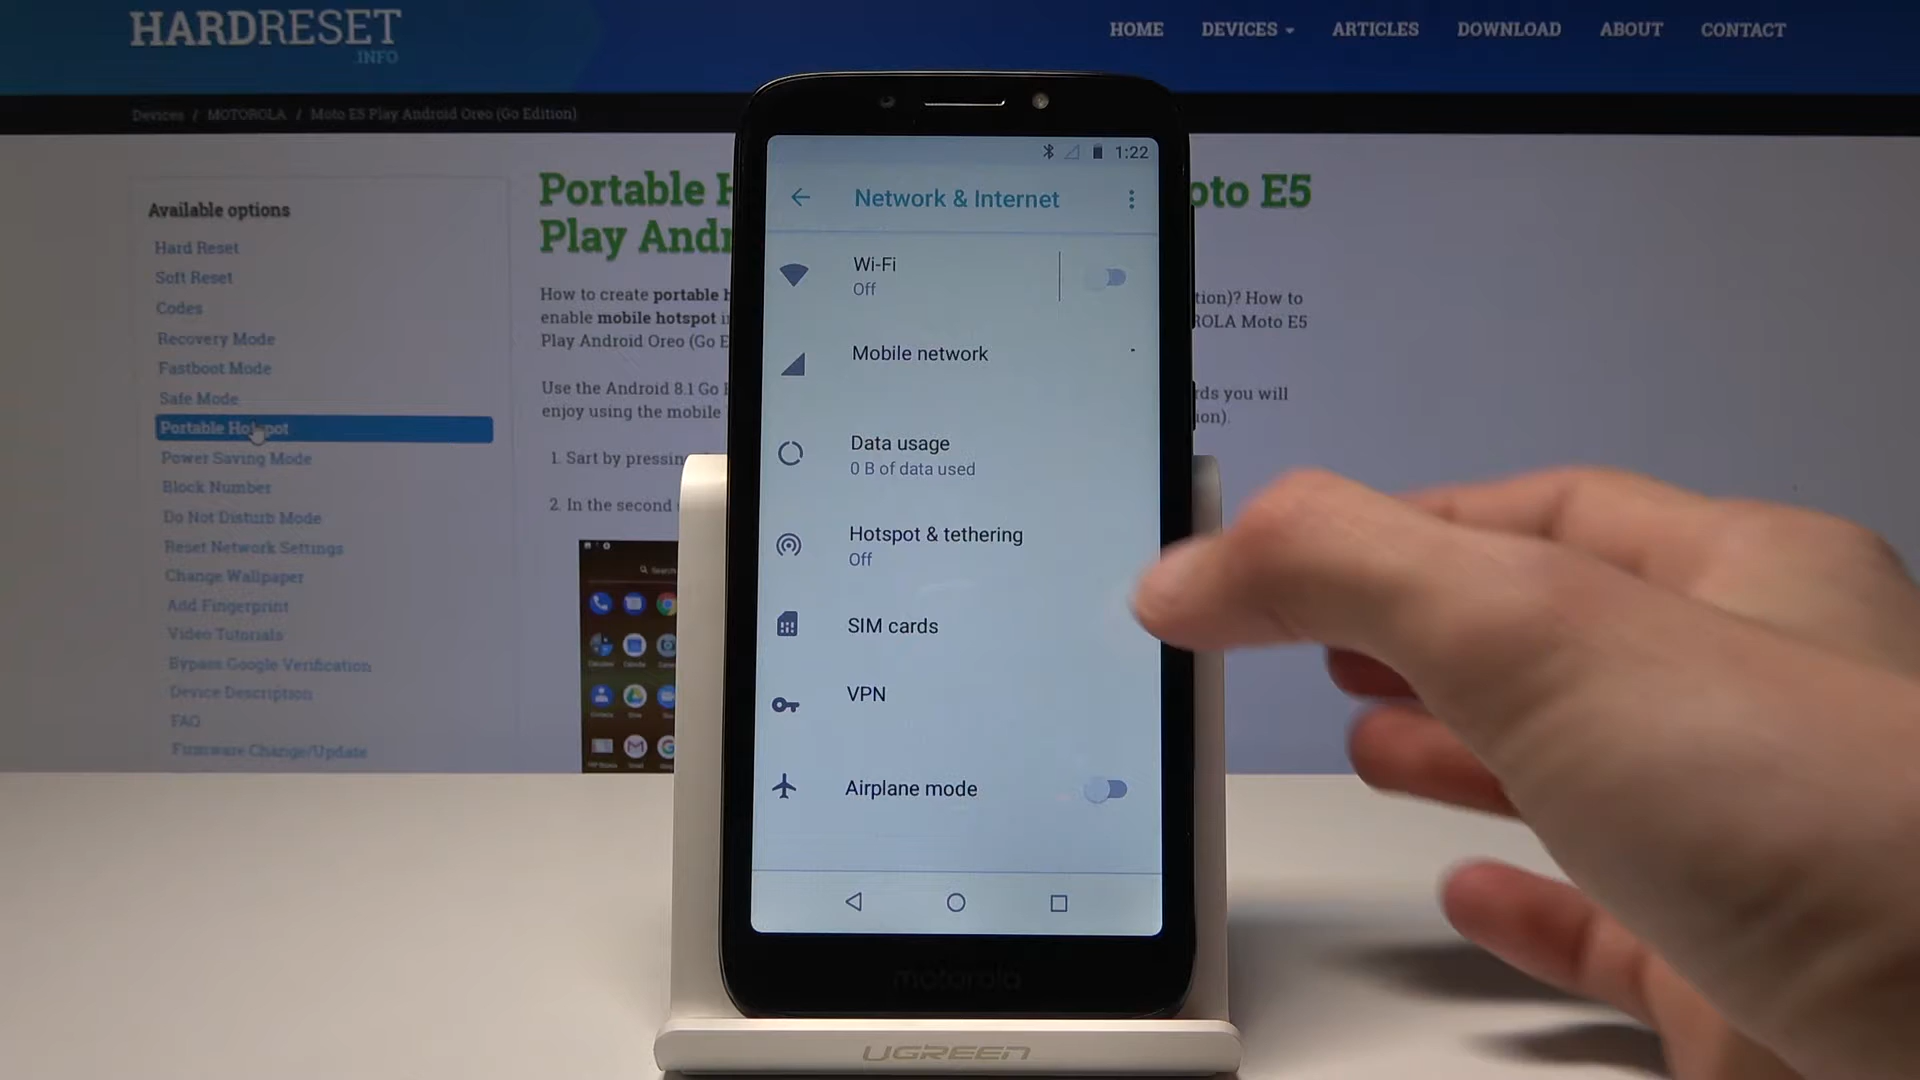 HARDRESET
.INFO
HOME DEVICES ARTICLES DOWNLOAD ABOUT CONTACT
Devices / MOTOROLA / Moto E5 Play Android Oreo (Go Edition)
Available options
Hard Reset
Soft Reset
Codes
Recovery Mode
Fastboot Mode
Safe Mode
Portable Hotspot
Power Saving Mode
Block Number
Do Not Disturb Mode
Reset Network Settings
Change Wallpaper
Add Fingerprint
Video Tutorials
Bypass Google Verification
Device Description
FAQ
Firmware Change/Update
Portable H
oto E5
Play Andr
How to create portable h
tion)? How to
enable mobile hotspot i
ROLA Moto E5
Play Android Oreo (Go E
Use the Android 8.1 Go
rds you will
enjoy using the mobile
ion).
1. Sart by pressin
2. In the second
1:22
Network & Internet
Wi-Fi
Off
Mobile network
Data usage
0 B of data used
Hotspot & tethering
Off
SIM cards
VPN
Airplane mode
motorola
UGREEN